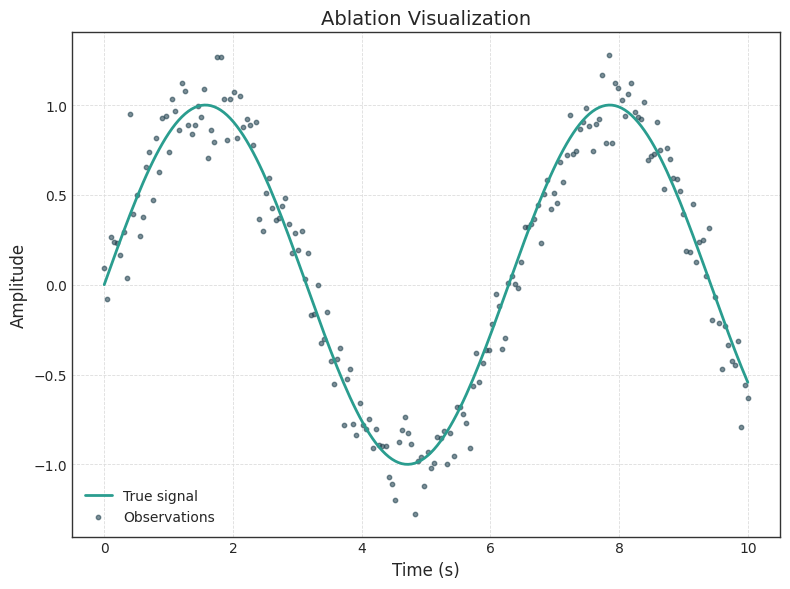 Ablation Visualization
Amplitude
1.0
0.5
0.0
−0.5
−1.0
True signal
Observations
0 2 4 6 8 10
Time (s)